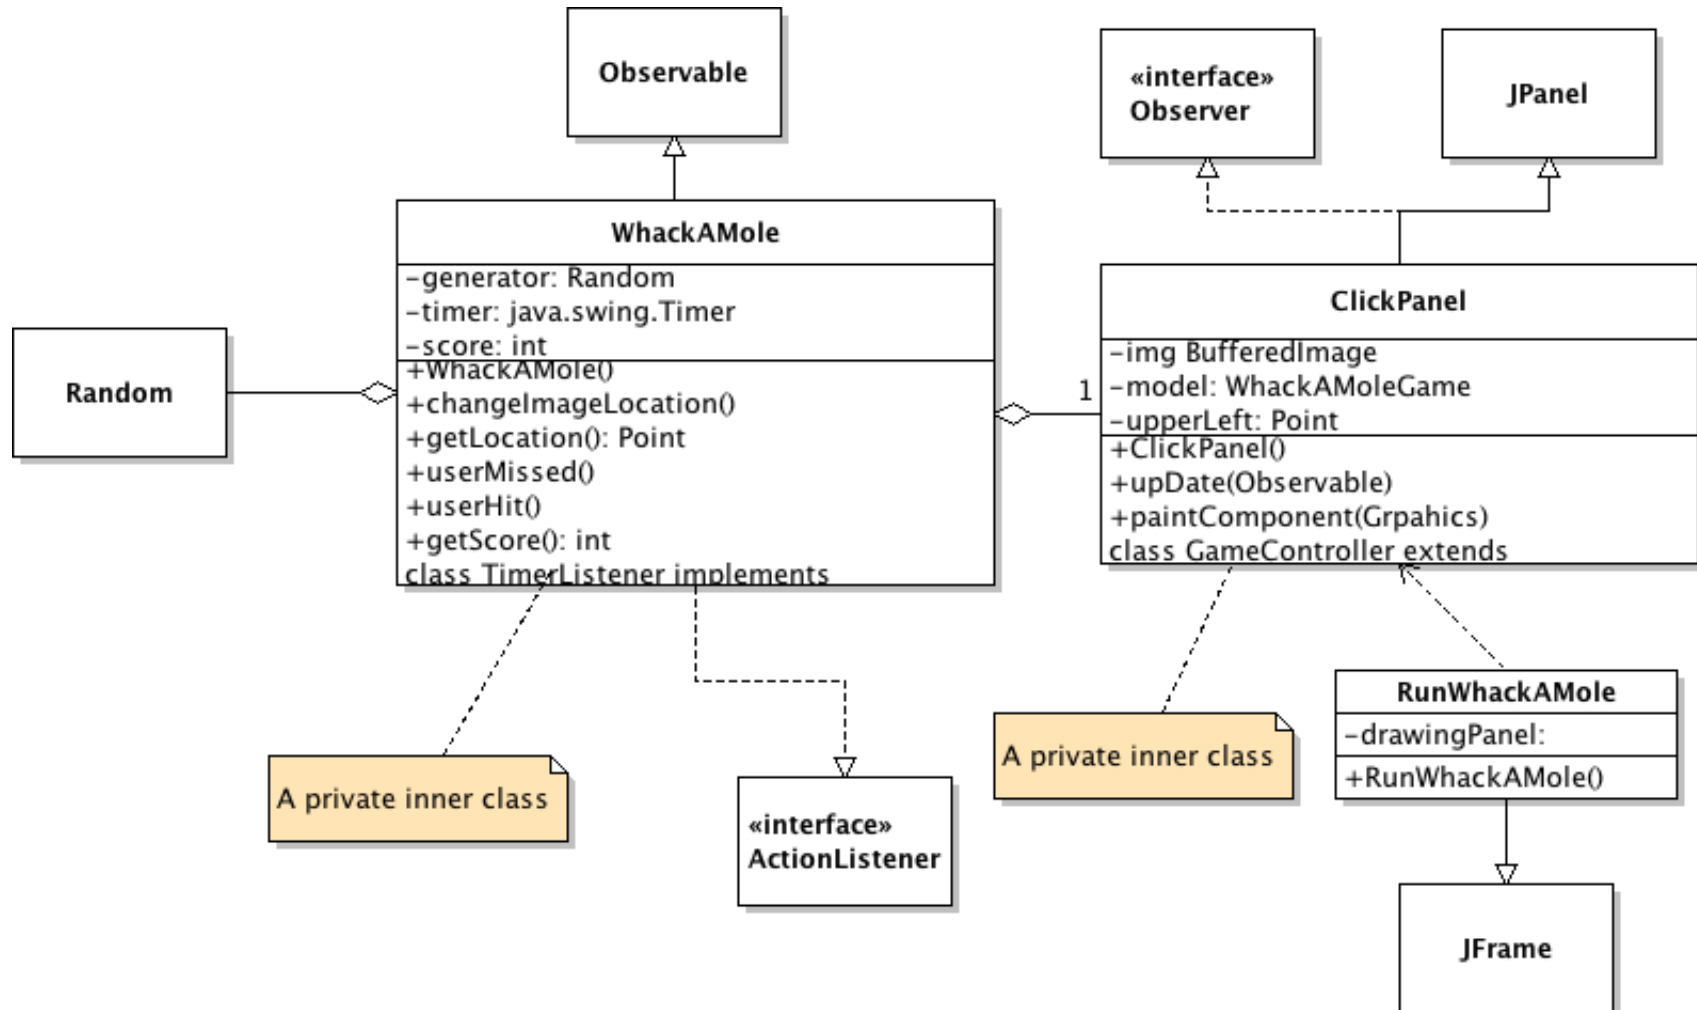 Observable
«interface»
Observer
JPanel
WhackAMole
-generator: Random
-timer: java.swing.Timer
-score: int
+WhackAMole()
+changeImageLocation()
+getLocation(): Point
+userMissed()
+userHit()
+getScore(): int
class TimerListener implements
Random
1
ClickPanel
-img BufferedImage
-model: WhackAMoleGame
-upperLeft: Point
+ClickPanel()
+upDate(Observable)
+paintComponent(Grpahics)
class GameController extends
A private inner class
«interface»
ActionListener
A private inner class
RunWhackAMole
-drawingPanel:
+RunWhackAMole()
JFrame